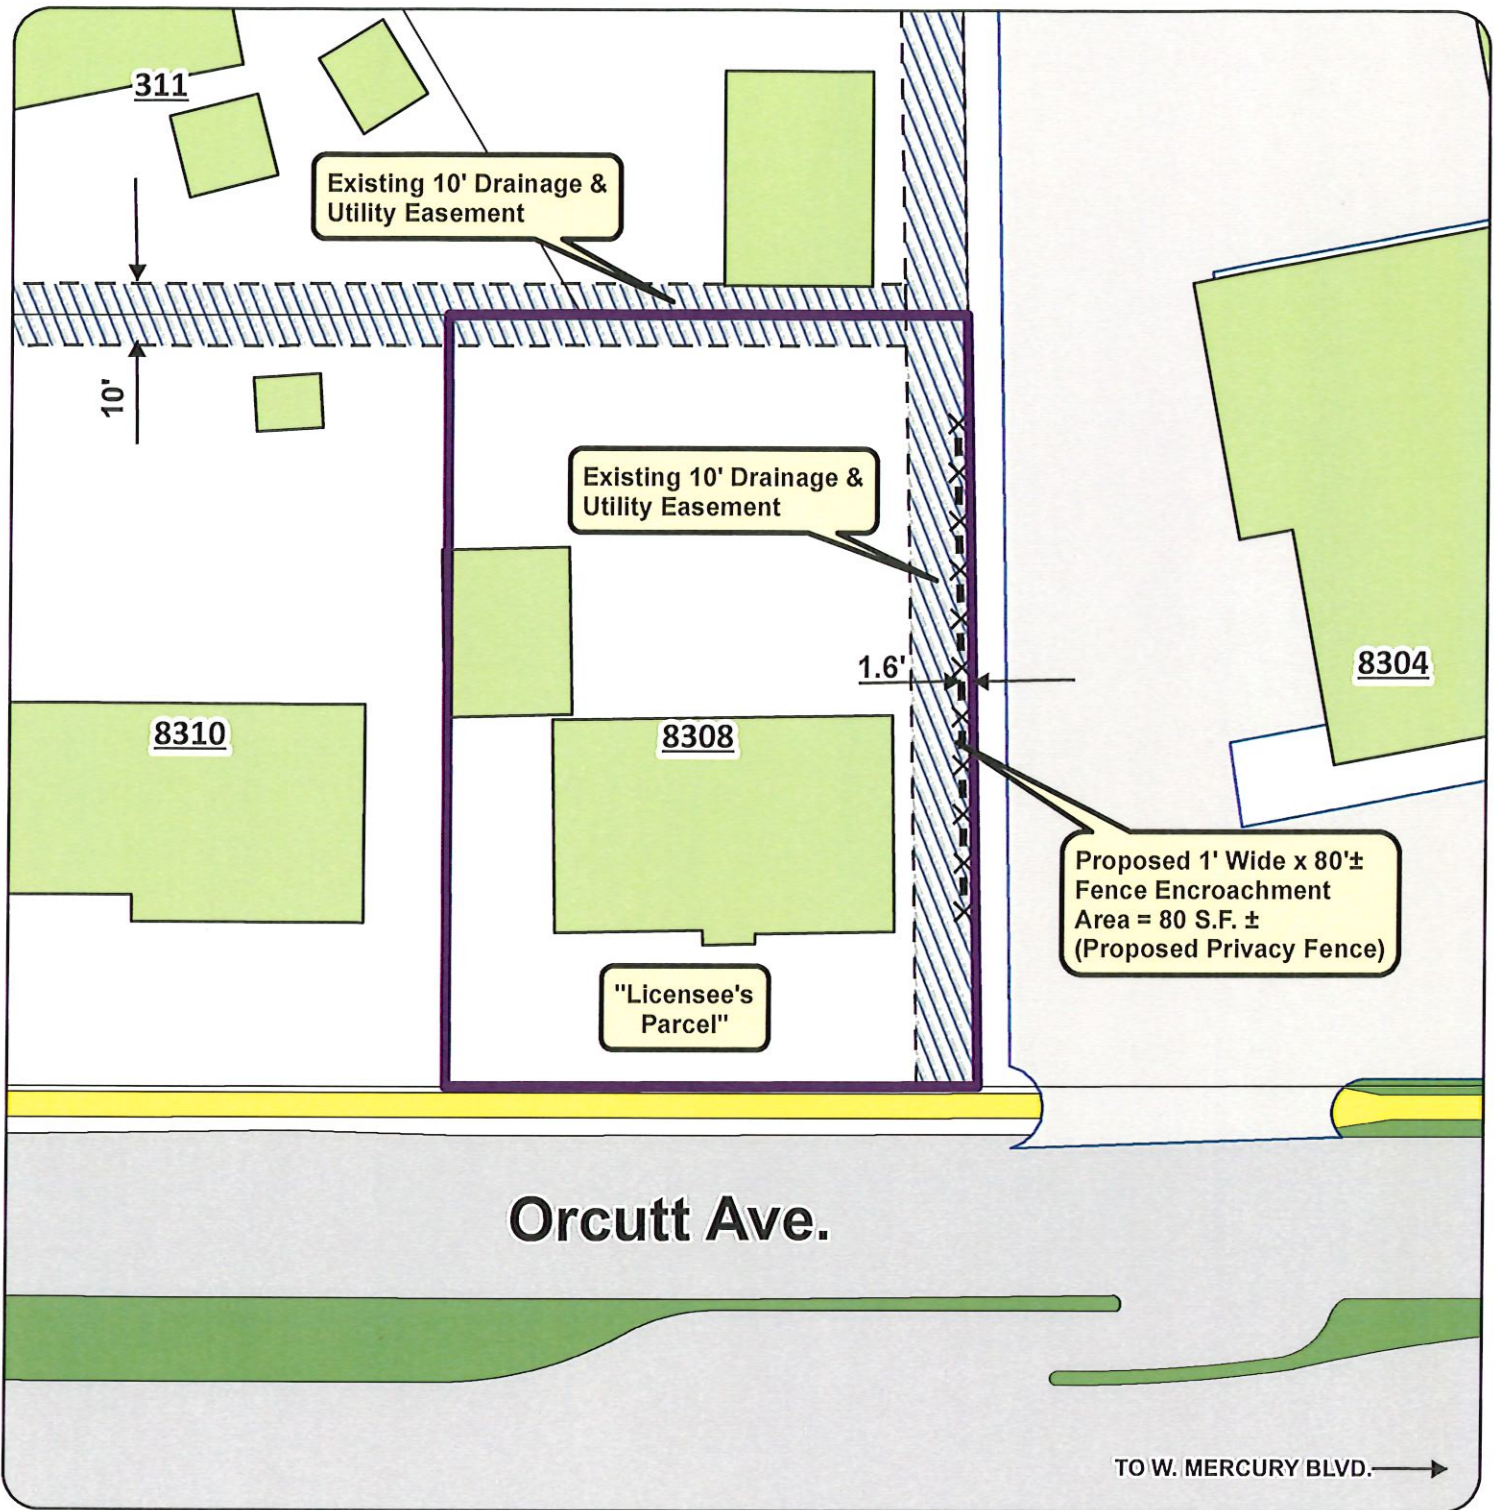 311
Existing 10' Drainage &
Utility Easement
10'
Existing 10' Drainage &
Utility Easement
1.6'
8304
8310
8308
Proposed 1' Wide x 80'±
Fence Encroachment
Area = 80 S.F. ±
(Proposed Privacy Fence)
"Licensee's
Parcel"
Orcutt Ave.
TO W. MERCURY BLVD.